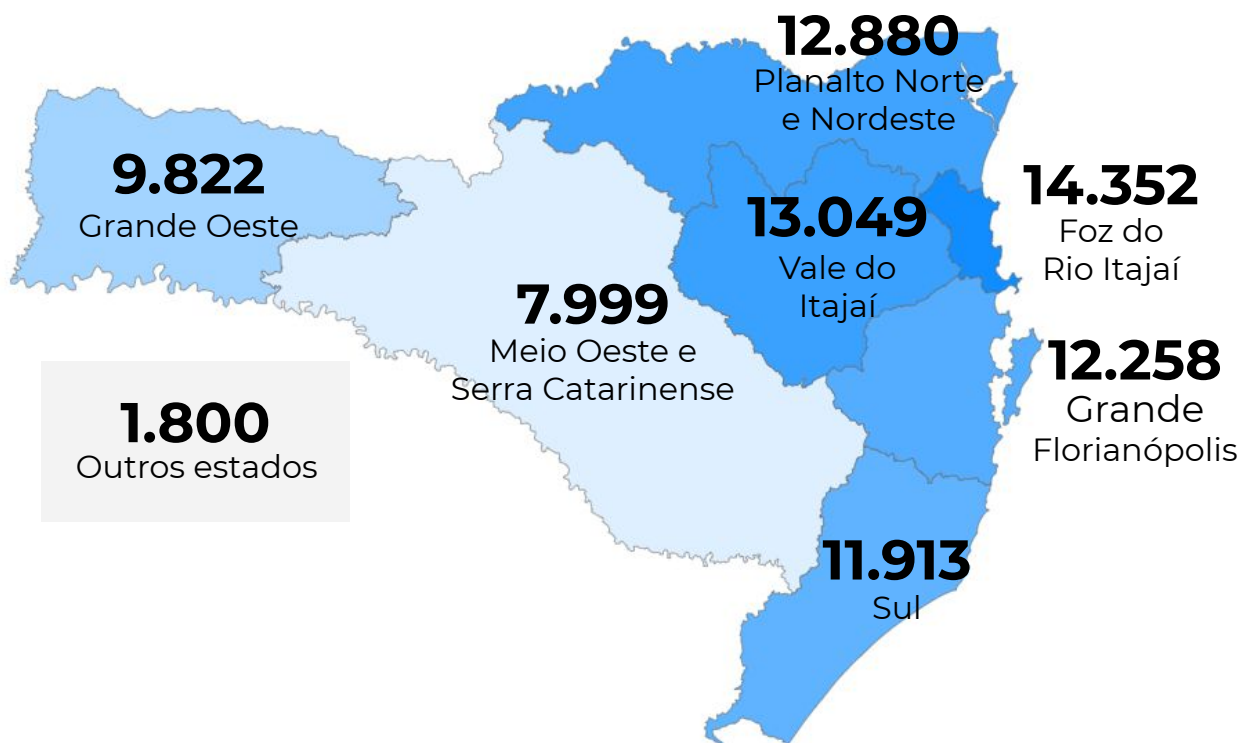 12.880
Planalto Norte
e Nordeste
9.822
Grande Oeste
14.352
Foz do
Rio Itajaí
13.049
Vale do
Itajaí
7.999
Meio Oeste e
Serra Catarinense
12.258
Grande
Florianópolis
1.800
Outros estados
11.913
Sul